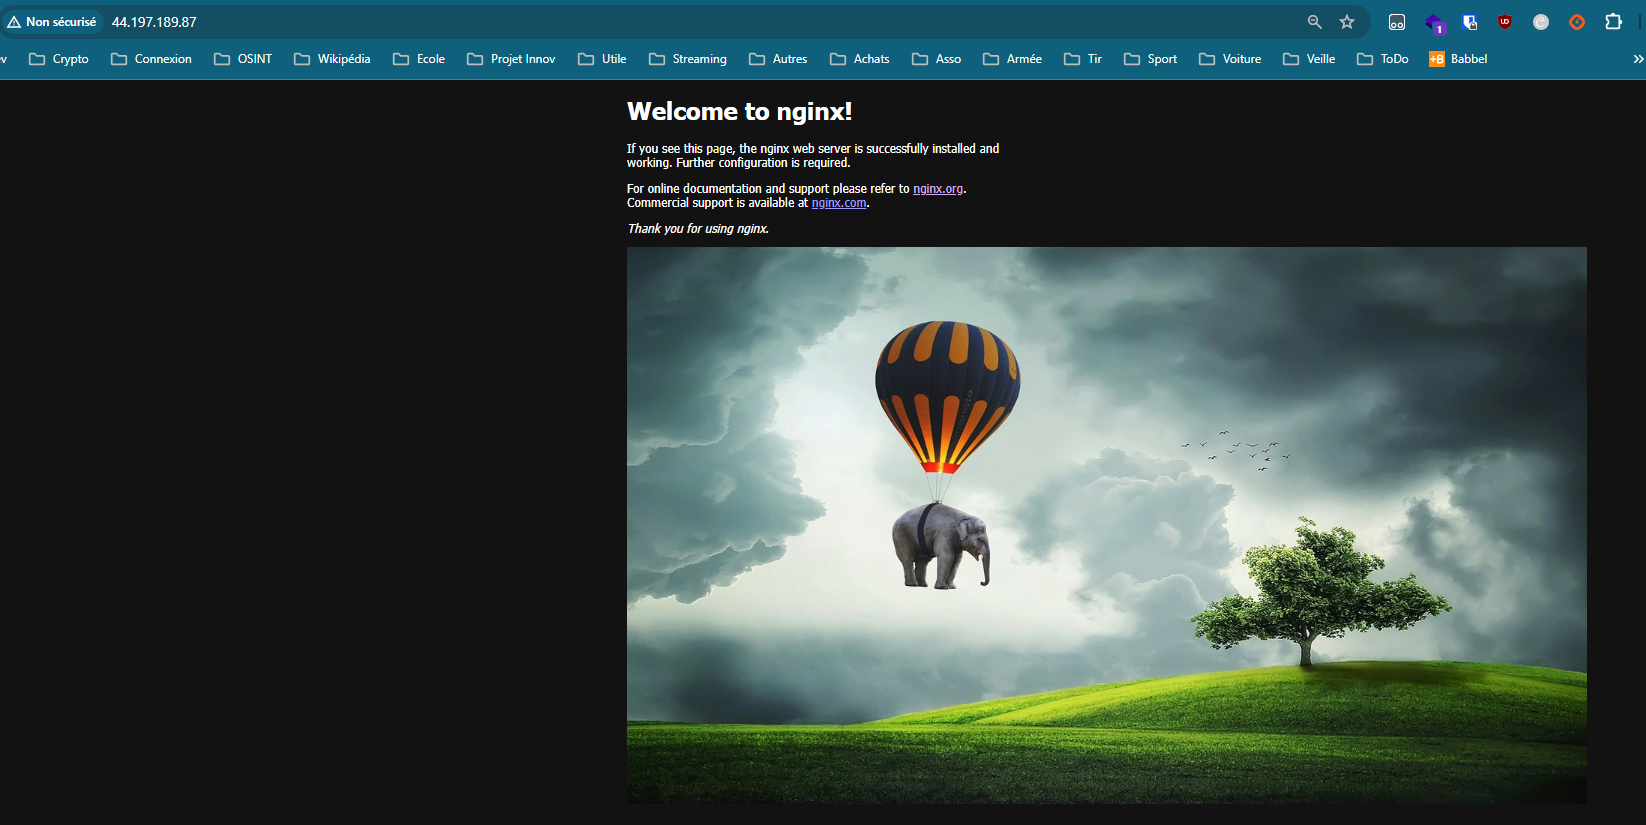 Non sécurisé 44.197.189.87
1
Crypto Connexion OSINT Wikipédia Ecole Projet Innov Utile Streaming Autres Achats Asso Armée Tir Sport Voiture Veille ToDo +B Babbel »
Welcome to nginx!
If you see this page, the nginx web server is successfully installed and
working. Further configuration is required.
For online documentation and support please refer to nginx.org.
Commercial support is available at nginx.com.
Thank you for using nginx.